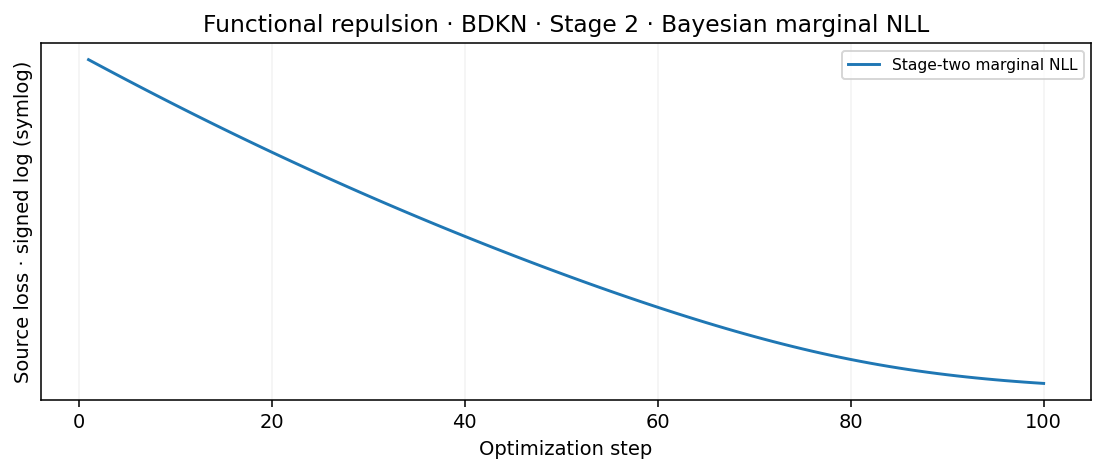 Functional repulsion · BDKN · Stage 2 · Bayesian marginal NLL
Stage-two marginal NLL
Source loss · signed log (symlog)
0 20 40 60 80 100
Optimization step